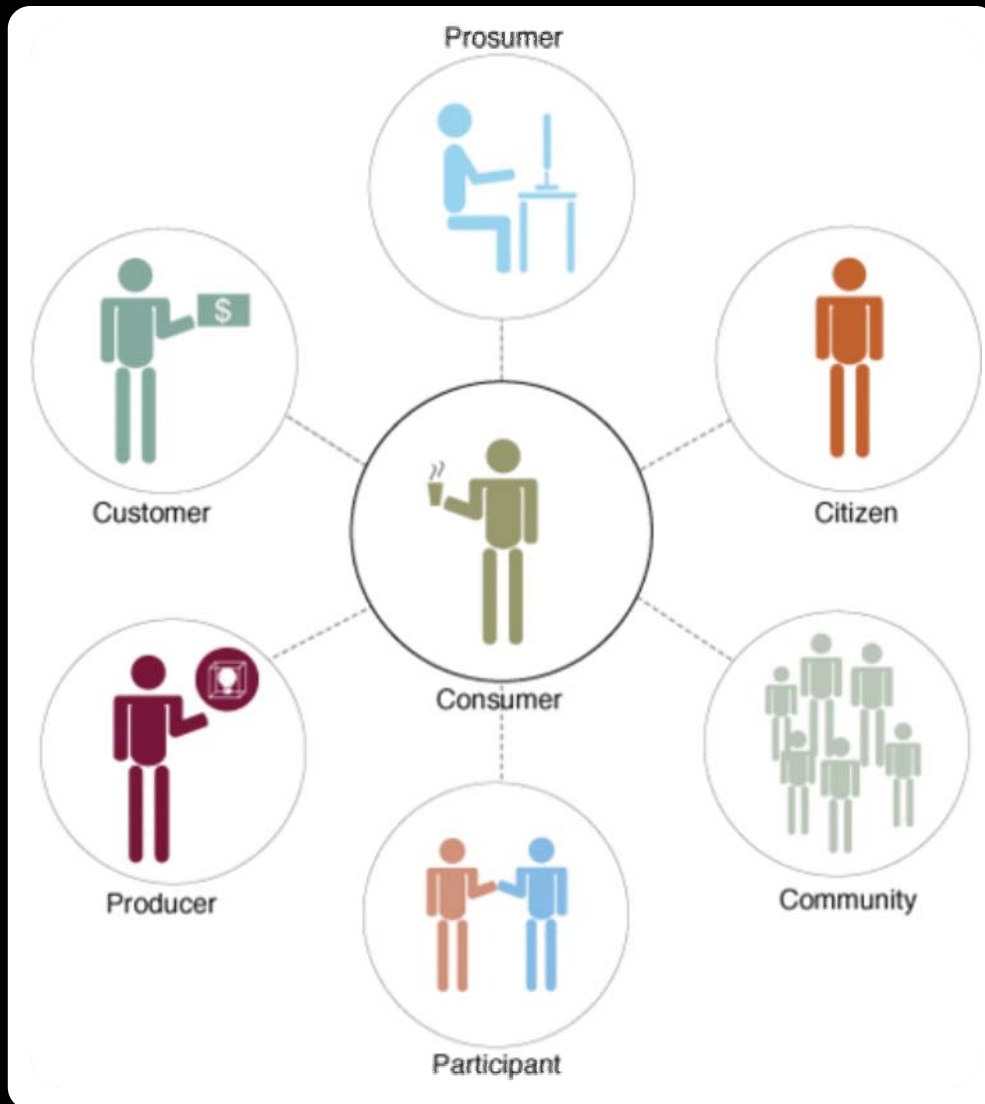 Prosumer
$
Customer
Citizen
Consumer
Producer
Community
Participant